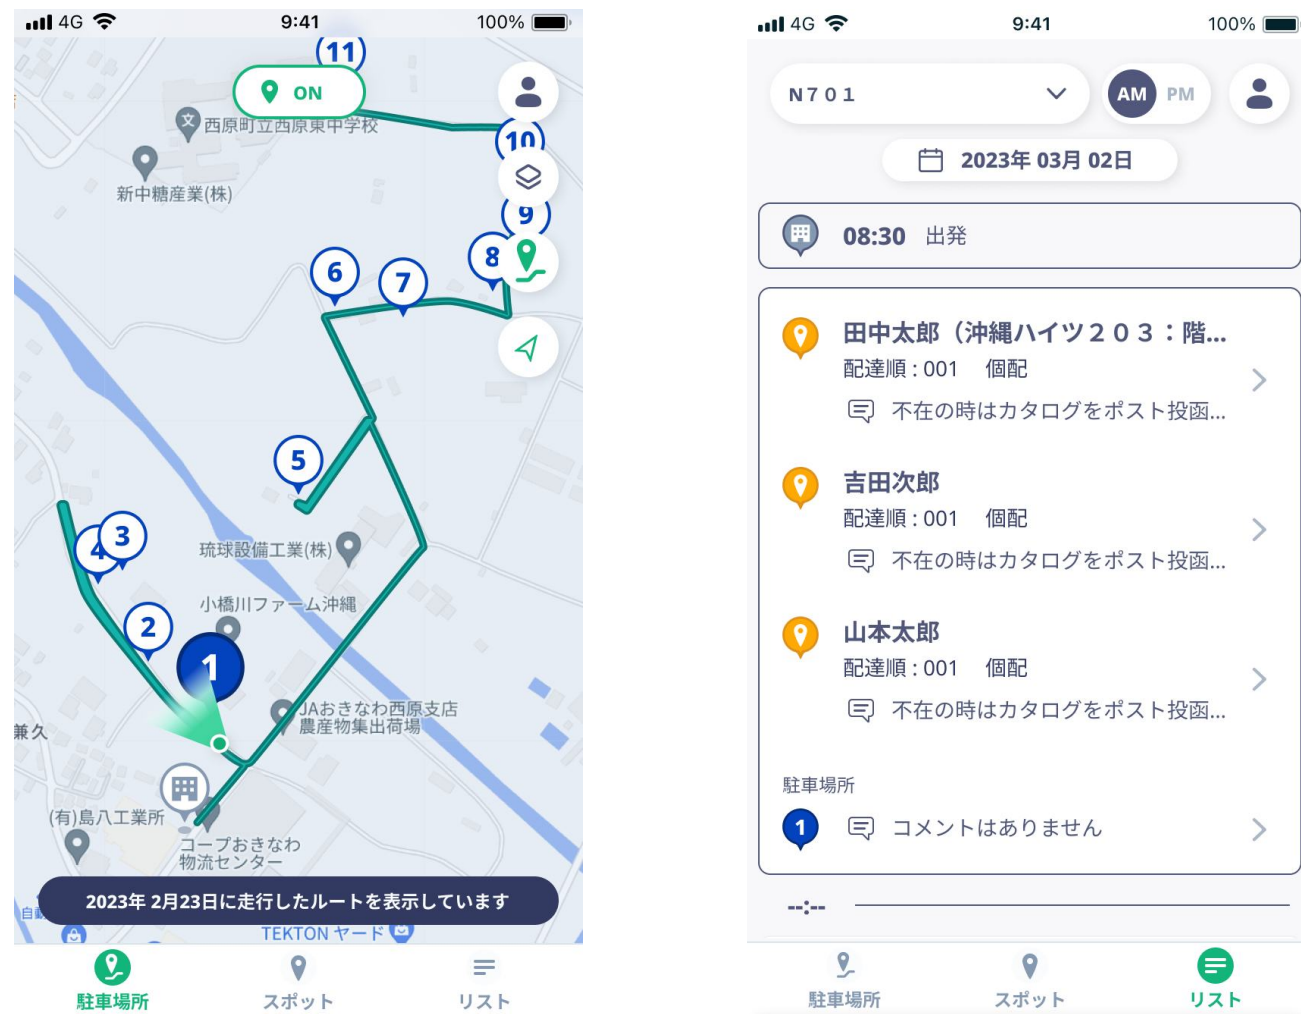 4G
9:41
100%
11
ON
西原町立西原東中学校
文
10
新中糖産業(株)
9
8
6
7
5
3
4
琉球設備工業(株)
小橋川ファーム沖縄
2
1
JAおきなわ西原支店
農産物集出荷場
兼久
(有)島八工業所
コープおきなわ
物流センター
2023年 2月23日に走行したルートを表示しています
自動
TEKTON ヤード
駐車場所
スポット
リスト
4G
9:41
100%
N701
AM
PM
2023年 03月 02日
08:30 出発
田中太郎（沖縄ハイツ２０３：階...
配達順 : 001 個配
不在の時はカタログをポスト投函...
吉田次郎
配達順 : 001 個配
不在の時はカタログをポスト投函...
山本太郎
配達順 : 001 個配
不在の時はカタログをポスト投函...
駐車場所
1
コメントはありません
--:--
駐車場所
スポット
リスト